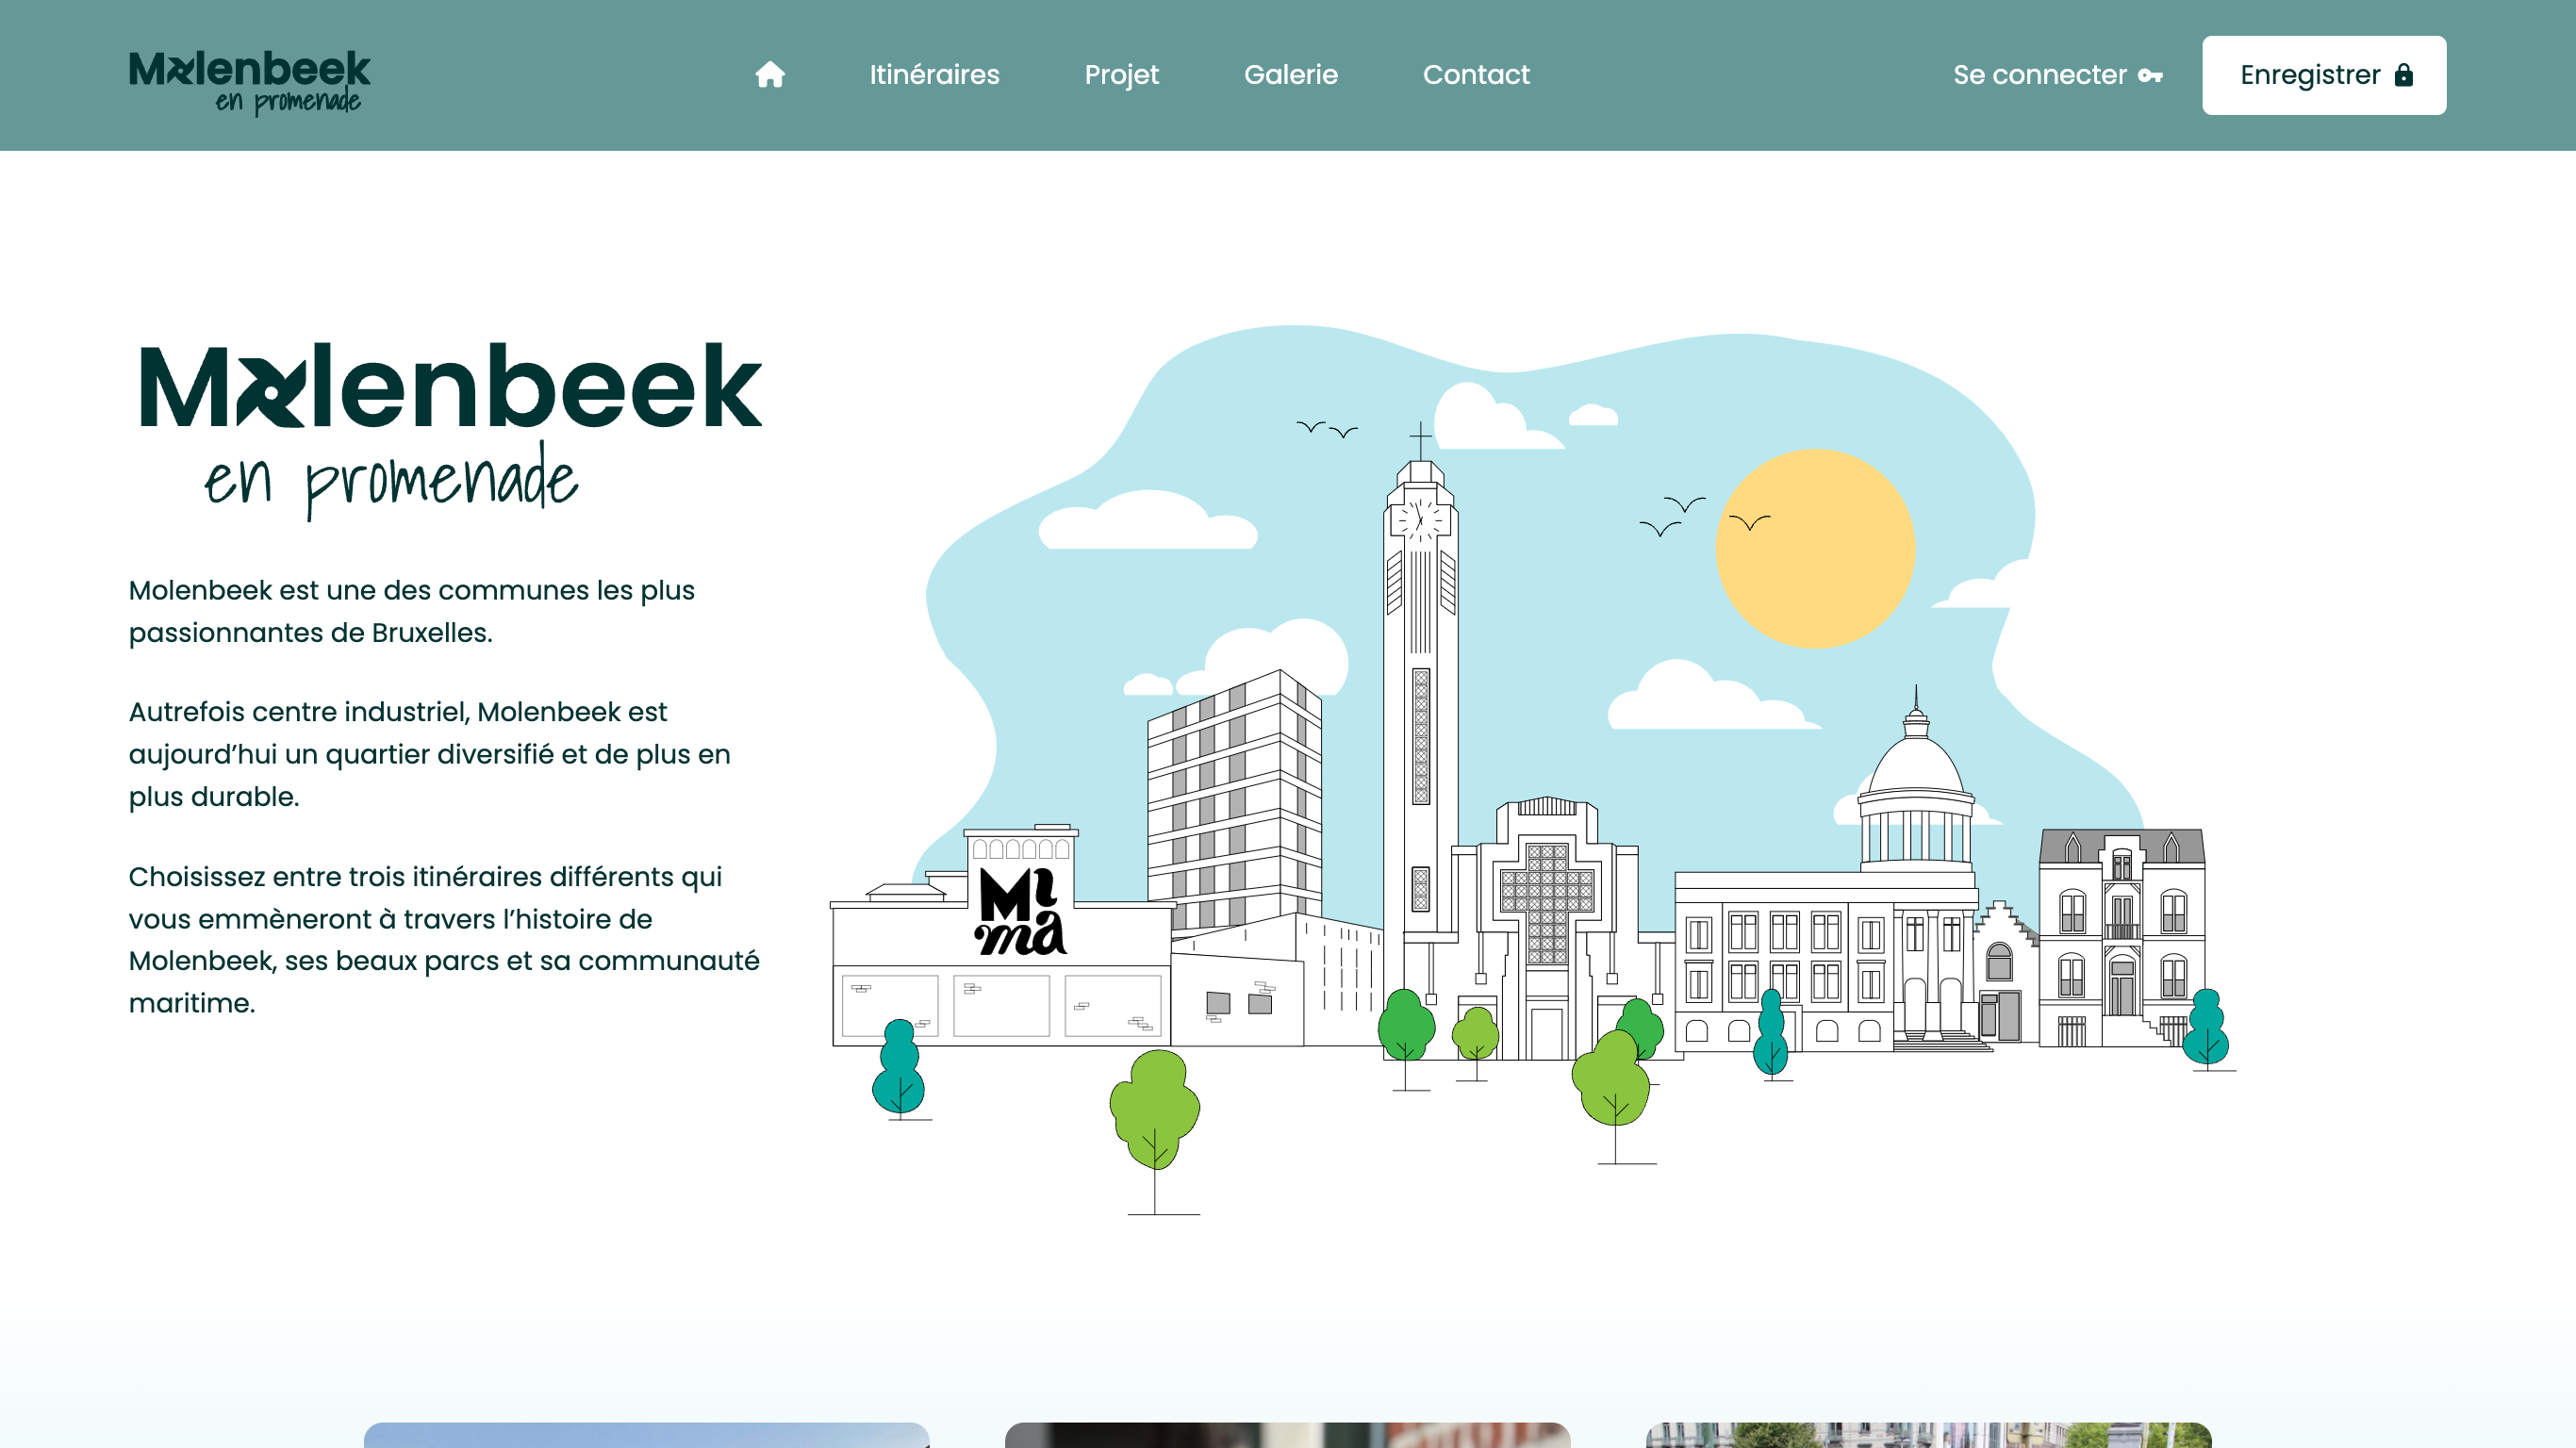 Molenbeek
en promenade
Itinéraires
Projet
Galerie
Contact
Se connecter
Enregistrer
Molenbeek
en promenade
Molenbeek est une des communes les plus
passionnantes de Bruxelles.
Autrefois centre industriel, Molenbeek est
aujourd’hui un quartier diversifié et de plus en
plus durable.
Choisissez entre trois itinéraires différents qui
vous emmèneront à travers l’histoire de
Molenbeek, ses beaux parcs et sa communauté
maritime.
Mi
ma